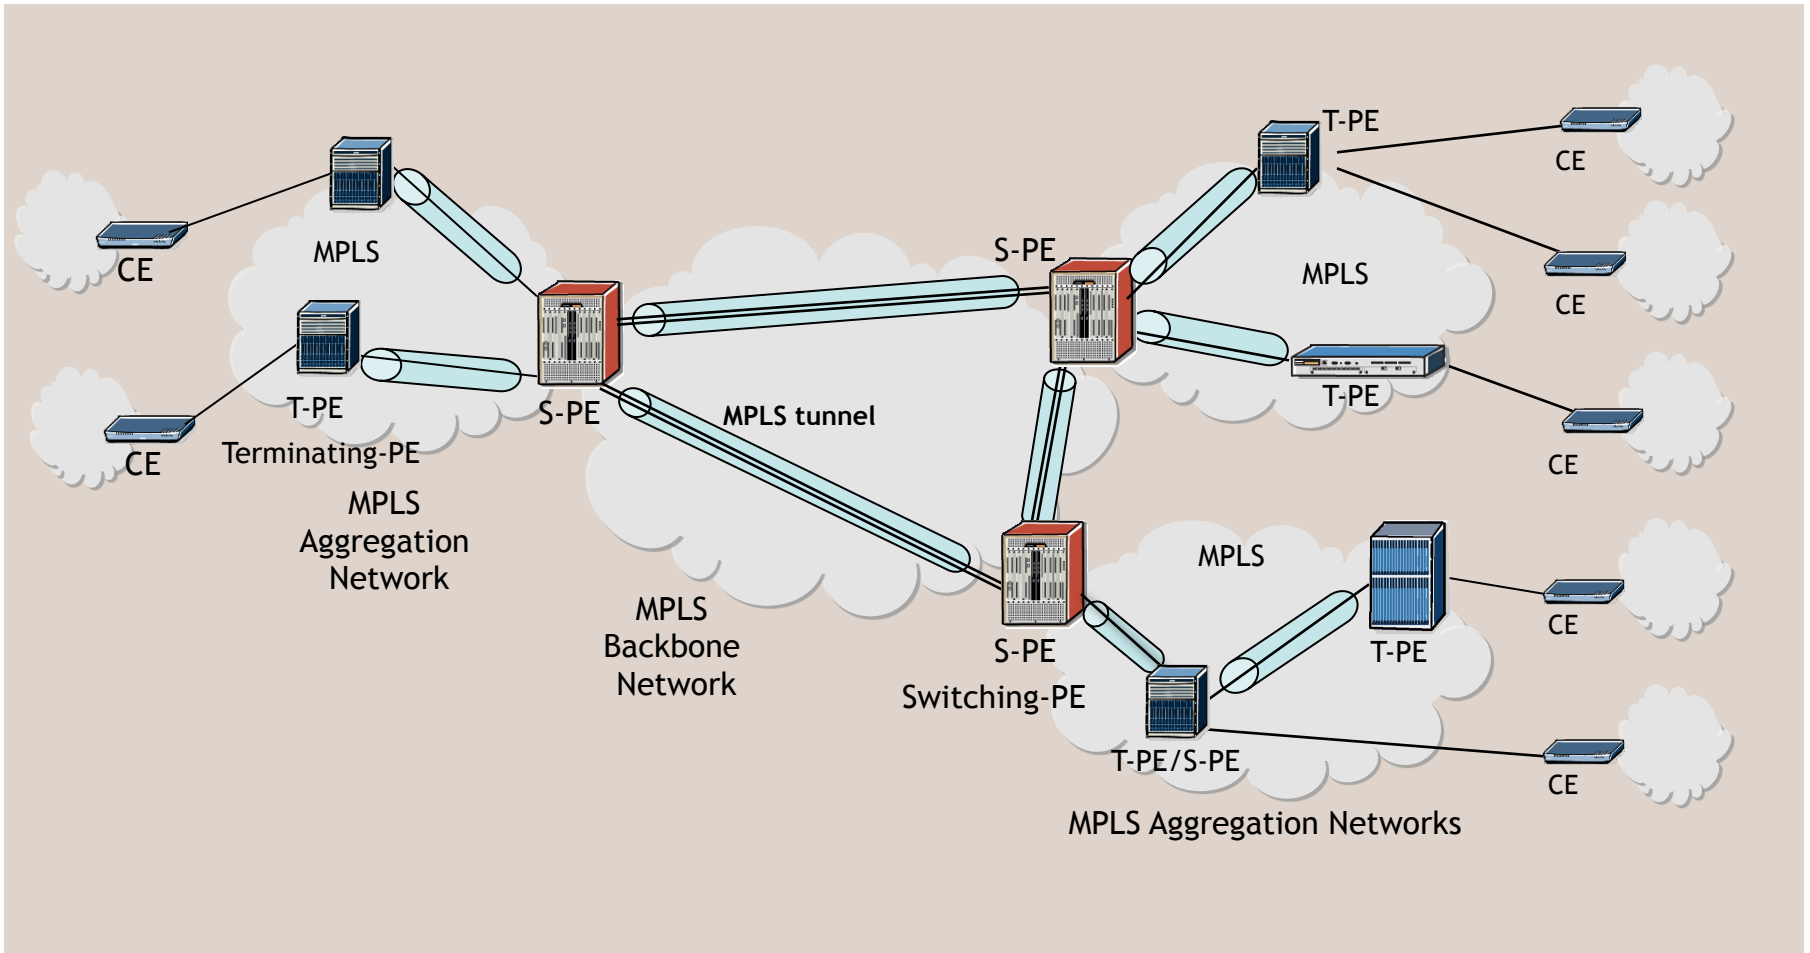 T-PE
CE
S-PE
MPLS
CE
MPLS
CE
CE
T-PE
S-PE
MPLS tunnel
T-PE
CE
Terminating-PE
CE
MPLS
Aggregation
Network
MPLS
MPLS
Backbone
Network
S-PE
Switching-PE
T-PE
CE
T-PE/S-PE
CE
MPLS Aggregation Networks